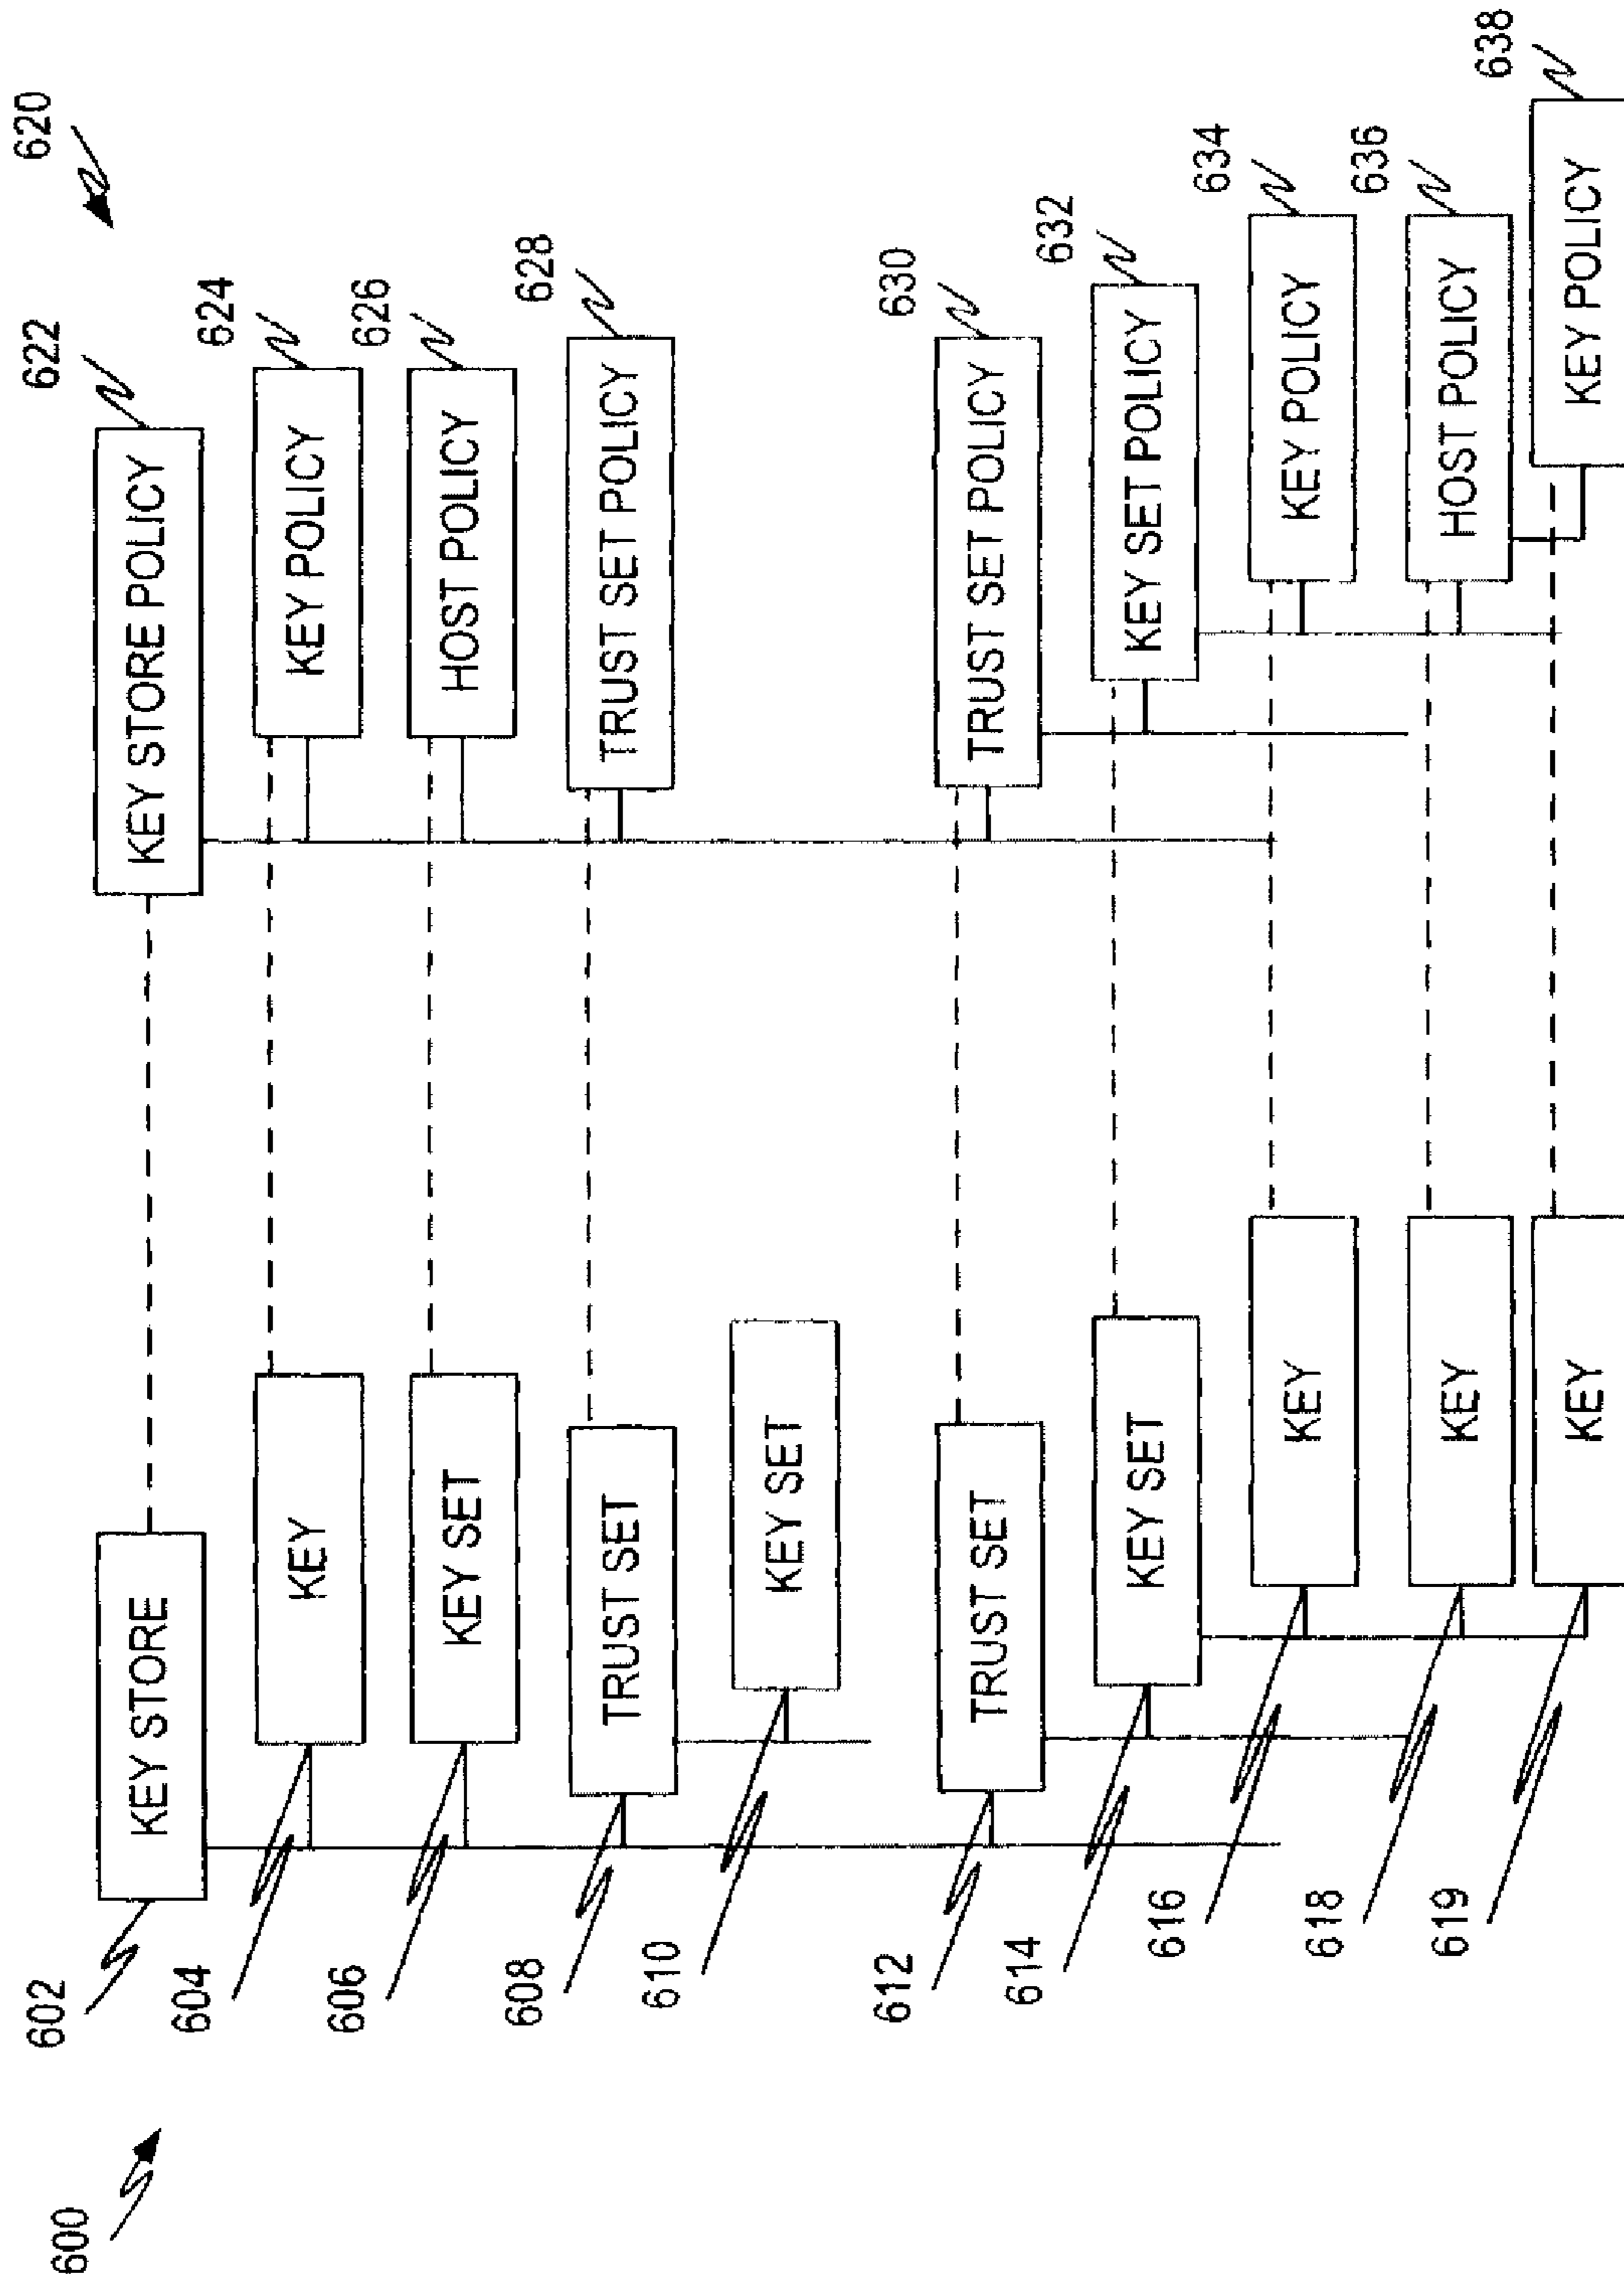 600
620
602
KEY STORE
KEY STORE POLICY
622
604
KEY
KEY POLICY
624
606
KEY SET
HOST POLICY
626
608
TRUST SET
TRUST SET POLICY
628
610
KEY SET
612
TRUST SET
TRUST SET POLICY
630
614
KEY SET
KEY SET POLICY
632
616
KEY
KEY POLICY
634
618
KEY
HOST POLICY
636
619
KEY
KEY POLICY
638